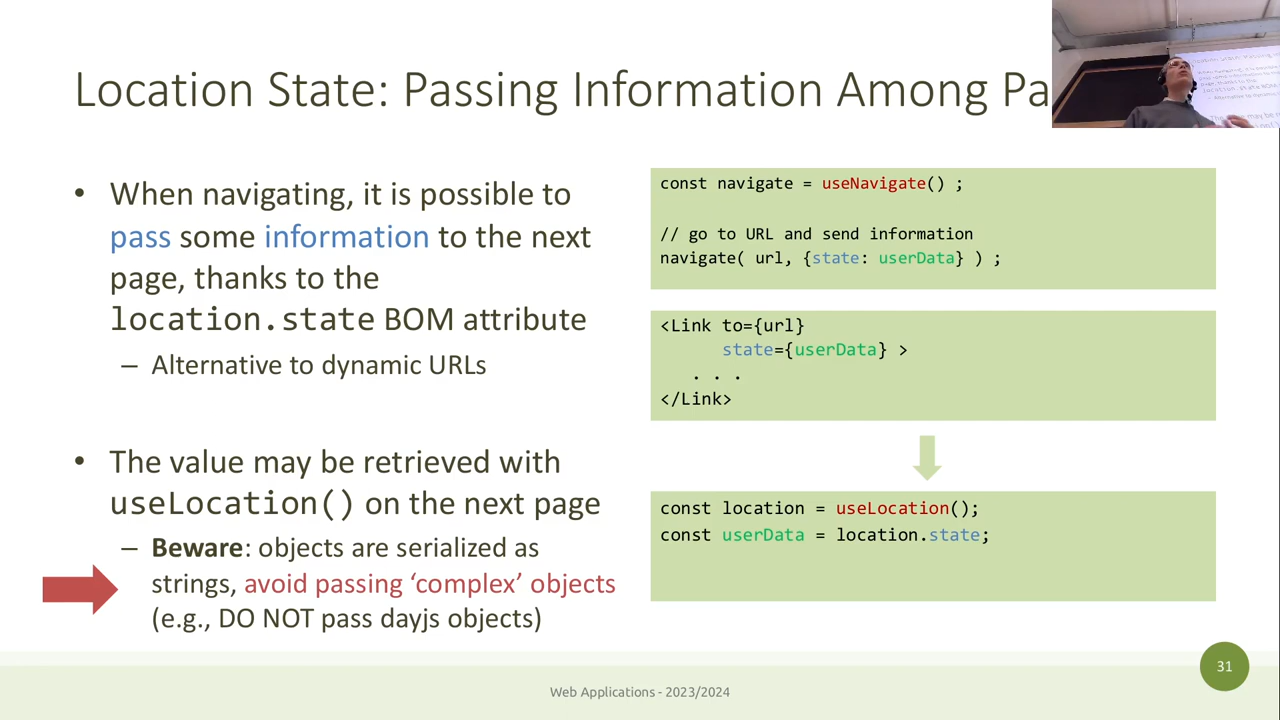 Location State: Passing Information Among Pa
• When navigating, it is possible to
pass some information to the next
page, thanks to the
location.state BOM attribute
– Alternative to dynamic URLs
• The value may be retrieved with
useLocation() on the next page
– Beware: objects are serialized as
strings, avoid passing ‘complex’ objects
(e.g., DO NOT pass dayjs objects)
const navigate = useNavigate() ;
// go to URL and send information
navigate( url, {state: userData} ) ;
<Link to={url}
state={userData} >
. . .
</Link>
const location = useLocation();
const userData = location.state;
31
Web Applications - 2023/2024